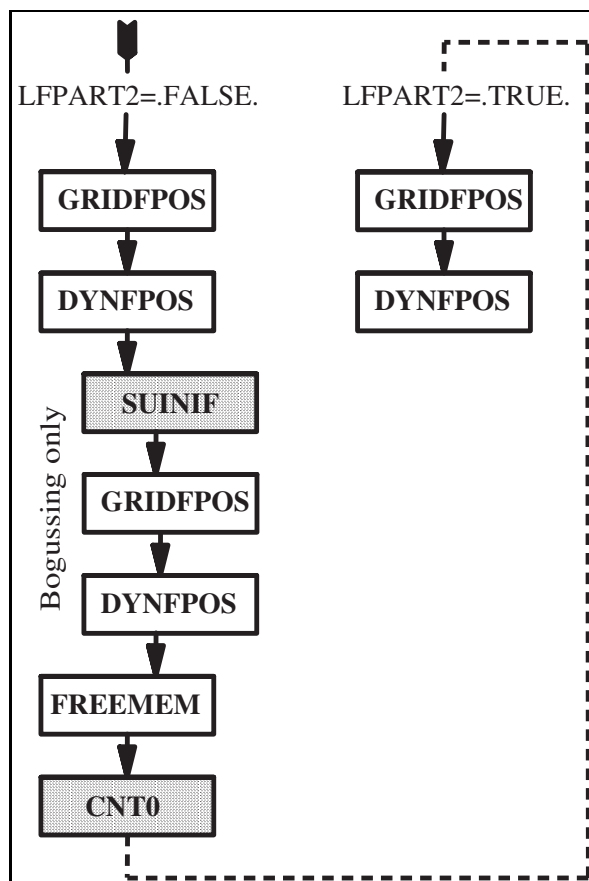 LFPART2=.FALSE.
GRIDFPOS
DYNFPOS
SUINIF
GRIDFPOS
DYNFPOS
Bogussing only
FREEMEM
CNT0
LFPART2=.TRUE.
GRIDFPOS
DYNFPOS